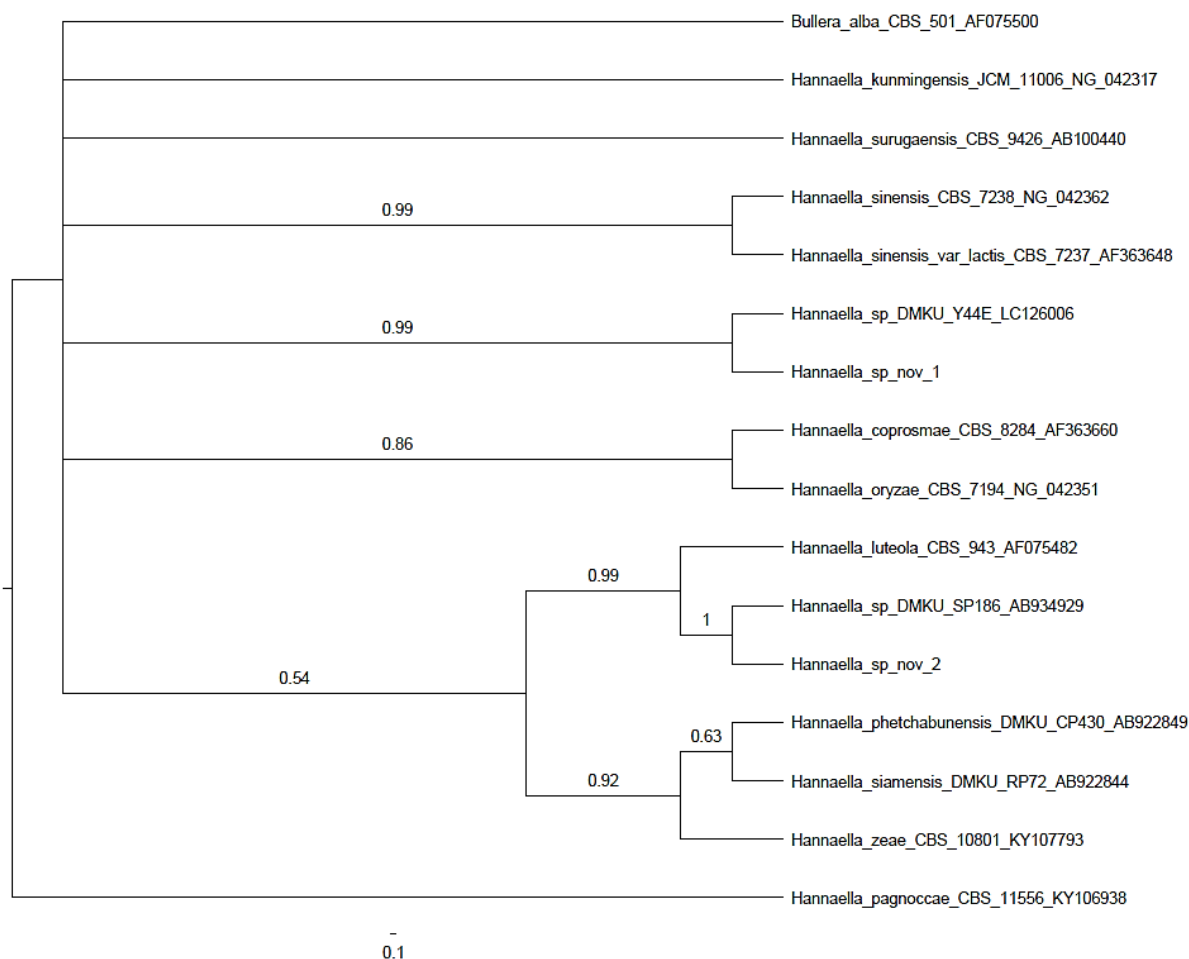 Bullera_alba_CBS_501_AF075500
Hannaella_kunmingensis_JCM_11006_NG_042317
Hannaella_surugaensis_CBS_9426_AB100440
Hannaella_sinensis_CBS_7238_NG_042362
0.99
Hannaella_sinensis_var_lactis_CBS_7237_AF363648
Hannaella_sp_DMKU_Y44E_LC126006
0.99
Hannaella_sp_nov_1
Hannaella_coprosmae_CBS_8284_AF363660
0.86
Hannaella_oryzae_CBS_7194_NG_042351
Hannaella_luteola_CBS_943_AF075482
0.99
Hannaella_sp_DMKU_SP186_AB934929
1
Hannaella_sp_nov_2
0.54
Hannaella_phetchabunensis_DMKU_CP430_AB922849
0.63
Hannaella_siamensis_DMKU_RP72_AB922844
0.92
Hannaella_zeae_CBS_10801_KY107793
Hannaella_pagnoccae_CBS_11556_KY106938
0.1